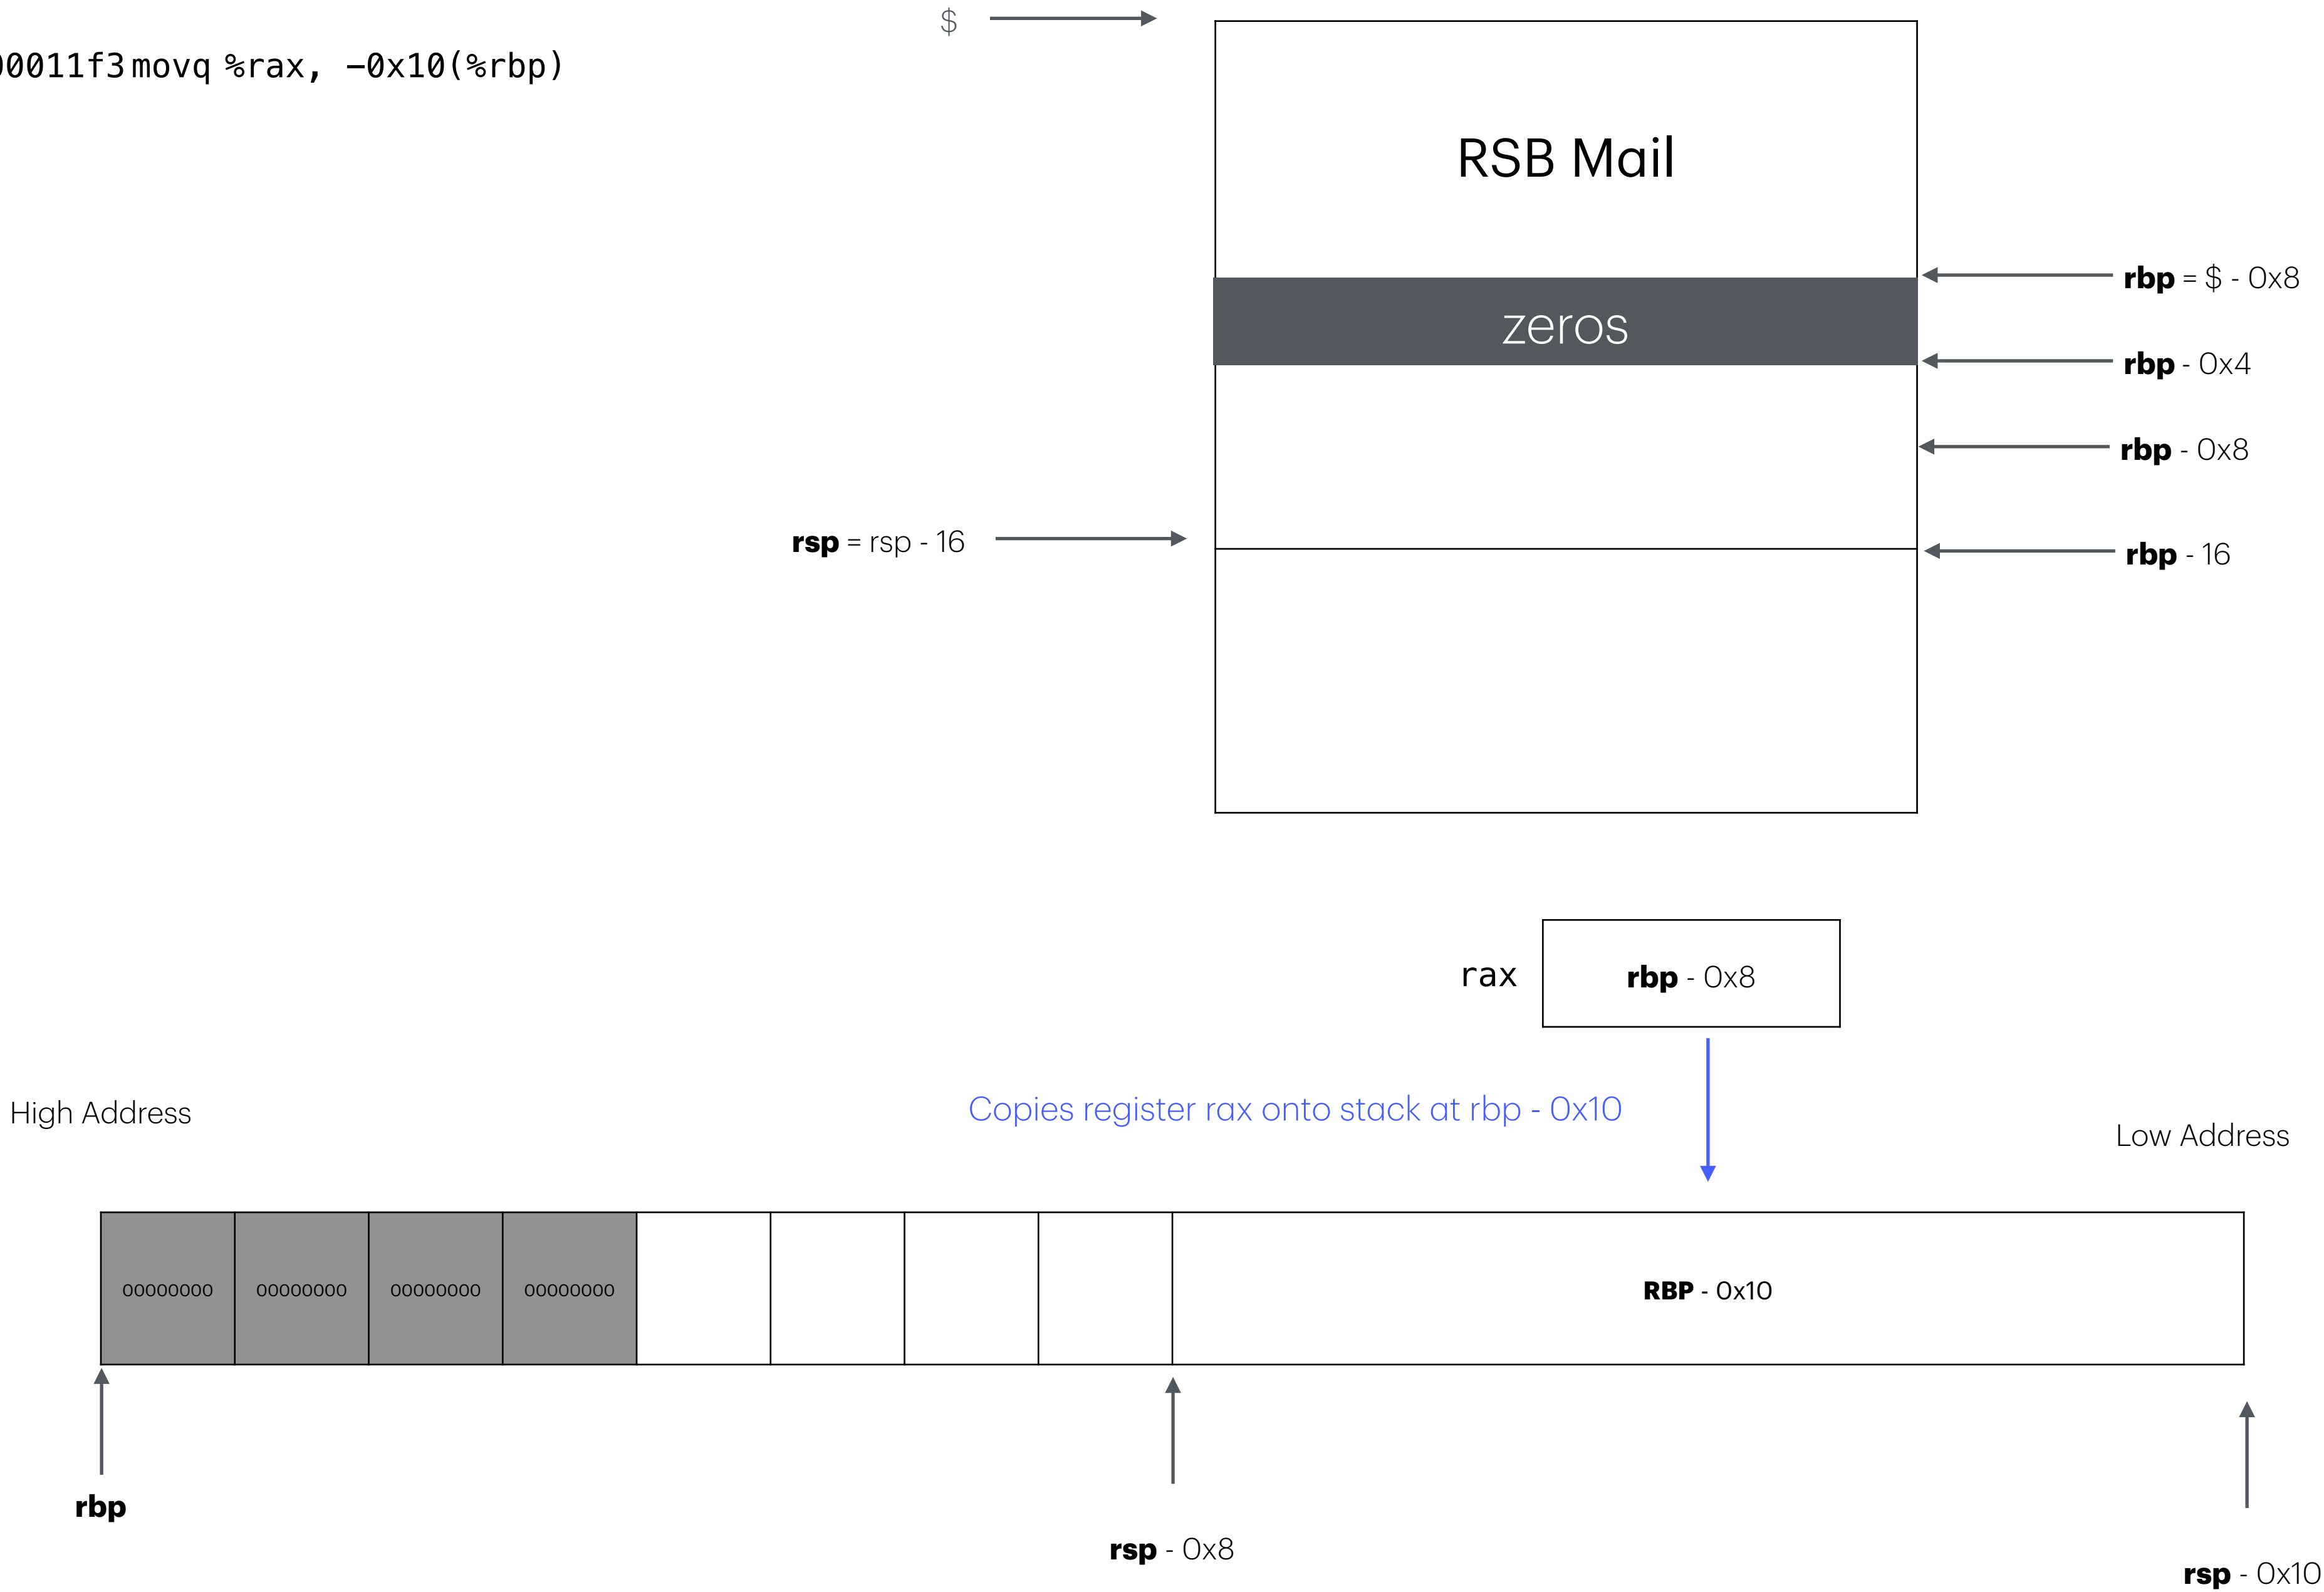 $
00011f3 movq %rax, -0x10(%rbp)
RSB Mail
rbp = $ - 0x8
zeros
rbp - 0x4
rbp - 0x8
rsp = rsp - 16
rbp - 16
rax
rbp - 0x8
High Address
Copies register rax onto stack at rbp - 0x10
Low Address
00000000 00000000 00000000 00000000
RBP - 0x10
rbp
rsp - 0x8
rsp - 0x10